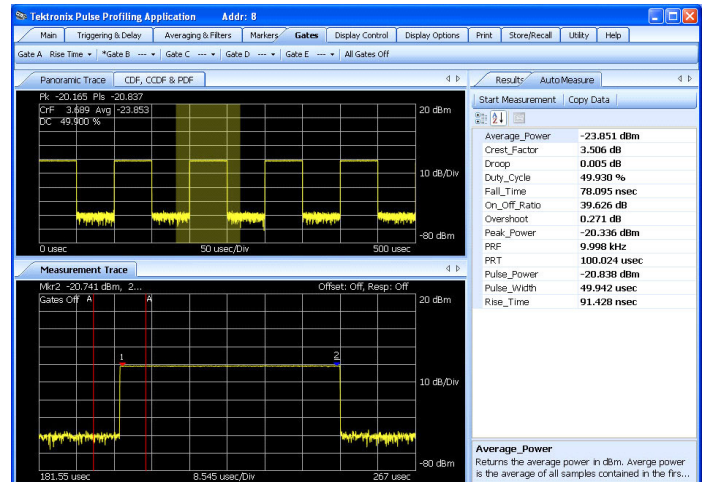 Tektronix Pulse Profiling Application Addr: 8
Main Triggering & Delay Averaging & Filters Markers Gates Display Control Display Options Print Store/Recall Utility Help
Gate A Rise Time *Gate B --- Gate C --- Gate D --- Gate E --- All Gates Off
Panoramic Trace CDF, CCDF & PDF
Pk -20.165 Pls -20.837
CrF 3.689 Avg -23.853
DC 49.900 %
20 dBm
10 dB/Div
-80 dBm
0 usec 50 usec/Div 500 usec
Measurement Trace
Mkr2 -20.741 dBm, 2... Offset: Off, Resp: Off
Gates Off A A
20 dBm
1 2
10 dB/Div
-80 dBm
181.55 usec 8.545 usec/Div 267 usec
Results AutoMeasure
Start Measurement Copy Data
Average_Power -23.851 dBm
Crest_Factor 3.506 dB
Droop 0.005 dB
Duty_Cycle 49.930 %
Fall_Time 78.095 nsec
On_Off_Ratio 39.626 dB
Overshoot 0.271 dB
Peak_Power -20.336 dBm
PRF 9.998 kHz
PRT 100.024 usec
Pulse_Power -20.838 dBm
Pulse_Width 49.942 usec
Rise_Time 91.428 nsec
Average_Power
Returns the average power in dBm. Averge power
is the average of all samples contained in the firs...